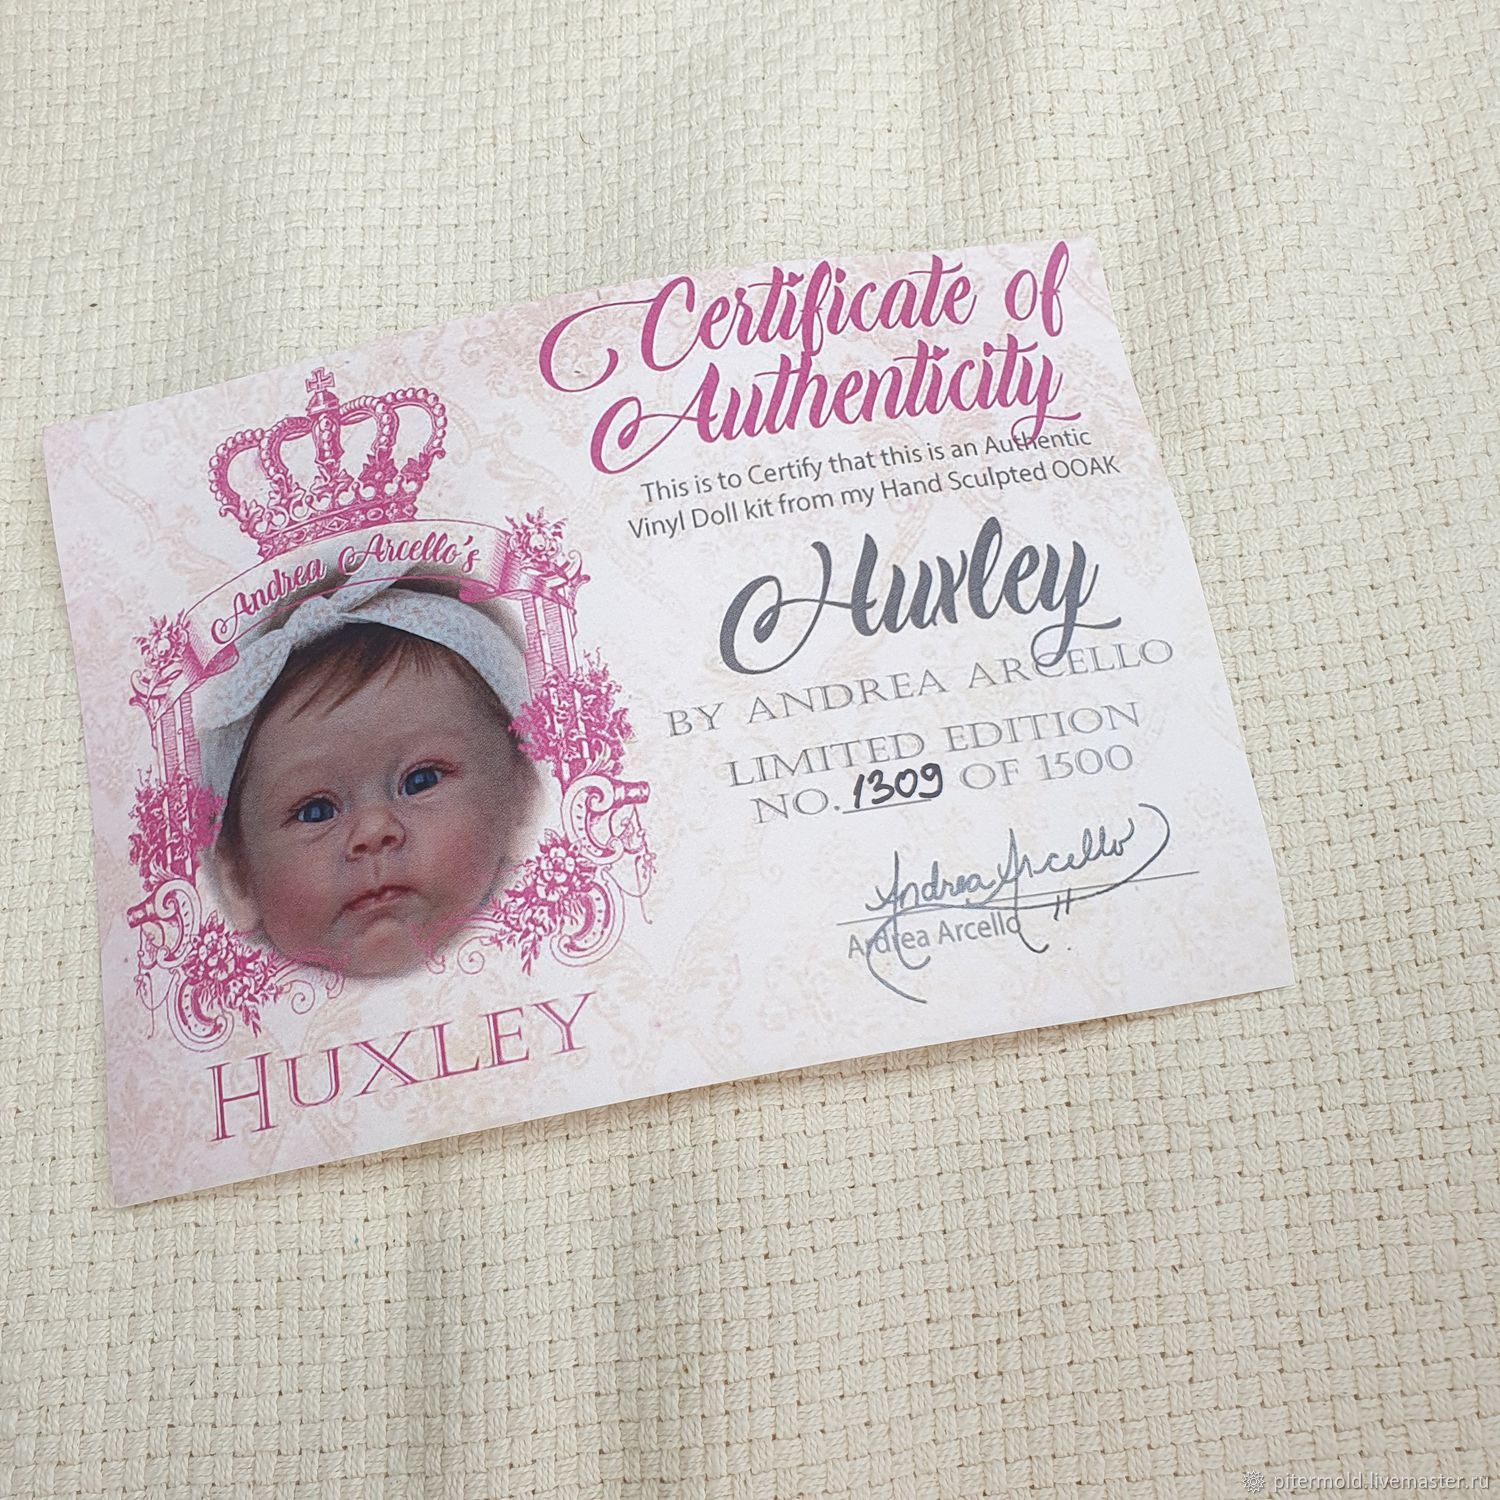 Certificate of
Authenticity
This is to Certify that this is an Authentic
Vinyl Doll kit from my Hand Sculpted OOAK
Huxley
BY ANDREA ARCELLO
LIMITED EDITION
NO. 1309 OF 1500
Andrea Arcello
Andrea Arcello
Andrea Arcello's
HUXLEY
pitermold.livemaster.ru